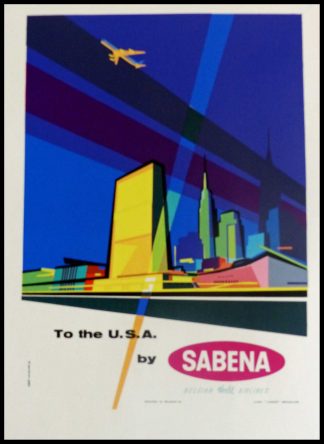 To the U.S.A.
by SABENA
BELGIAN World AIRLINES